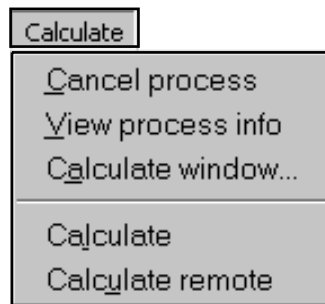 Calculate
Cancel process
View process info
Calculate window...
Calculate
Calculate remote